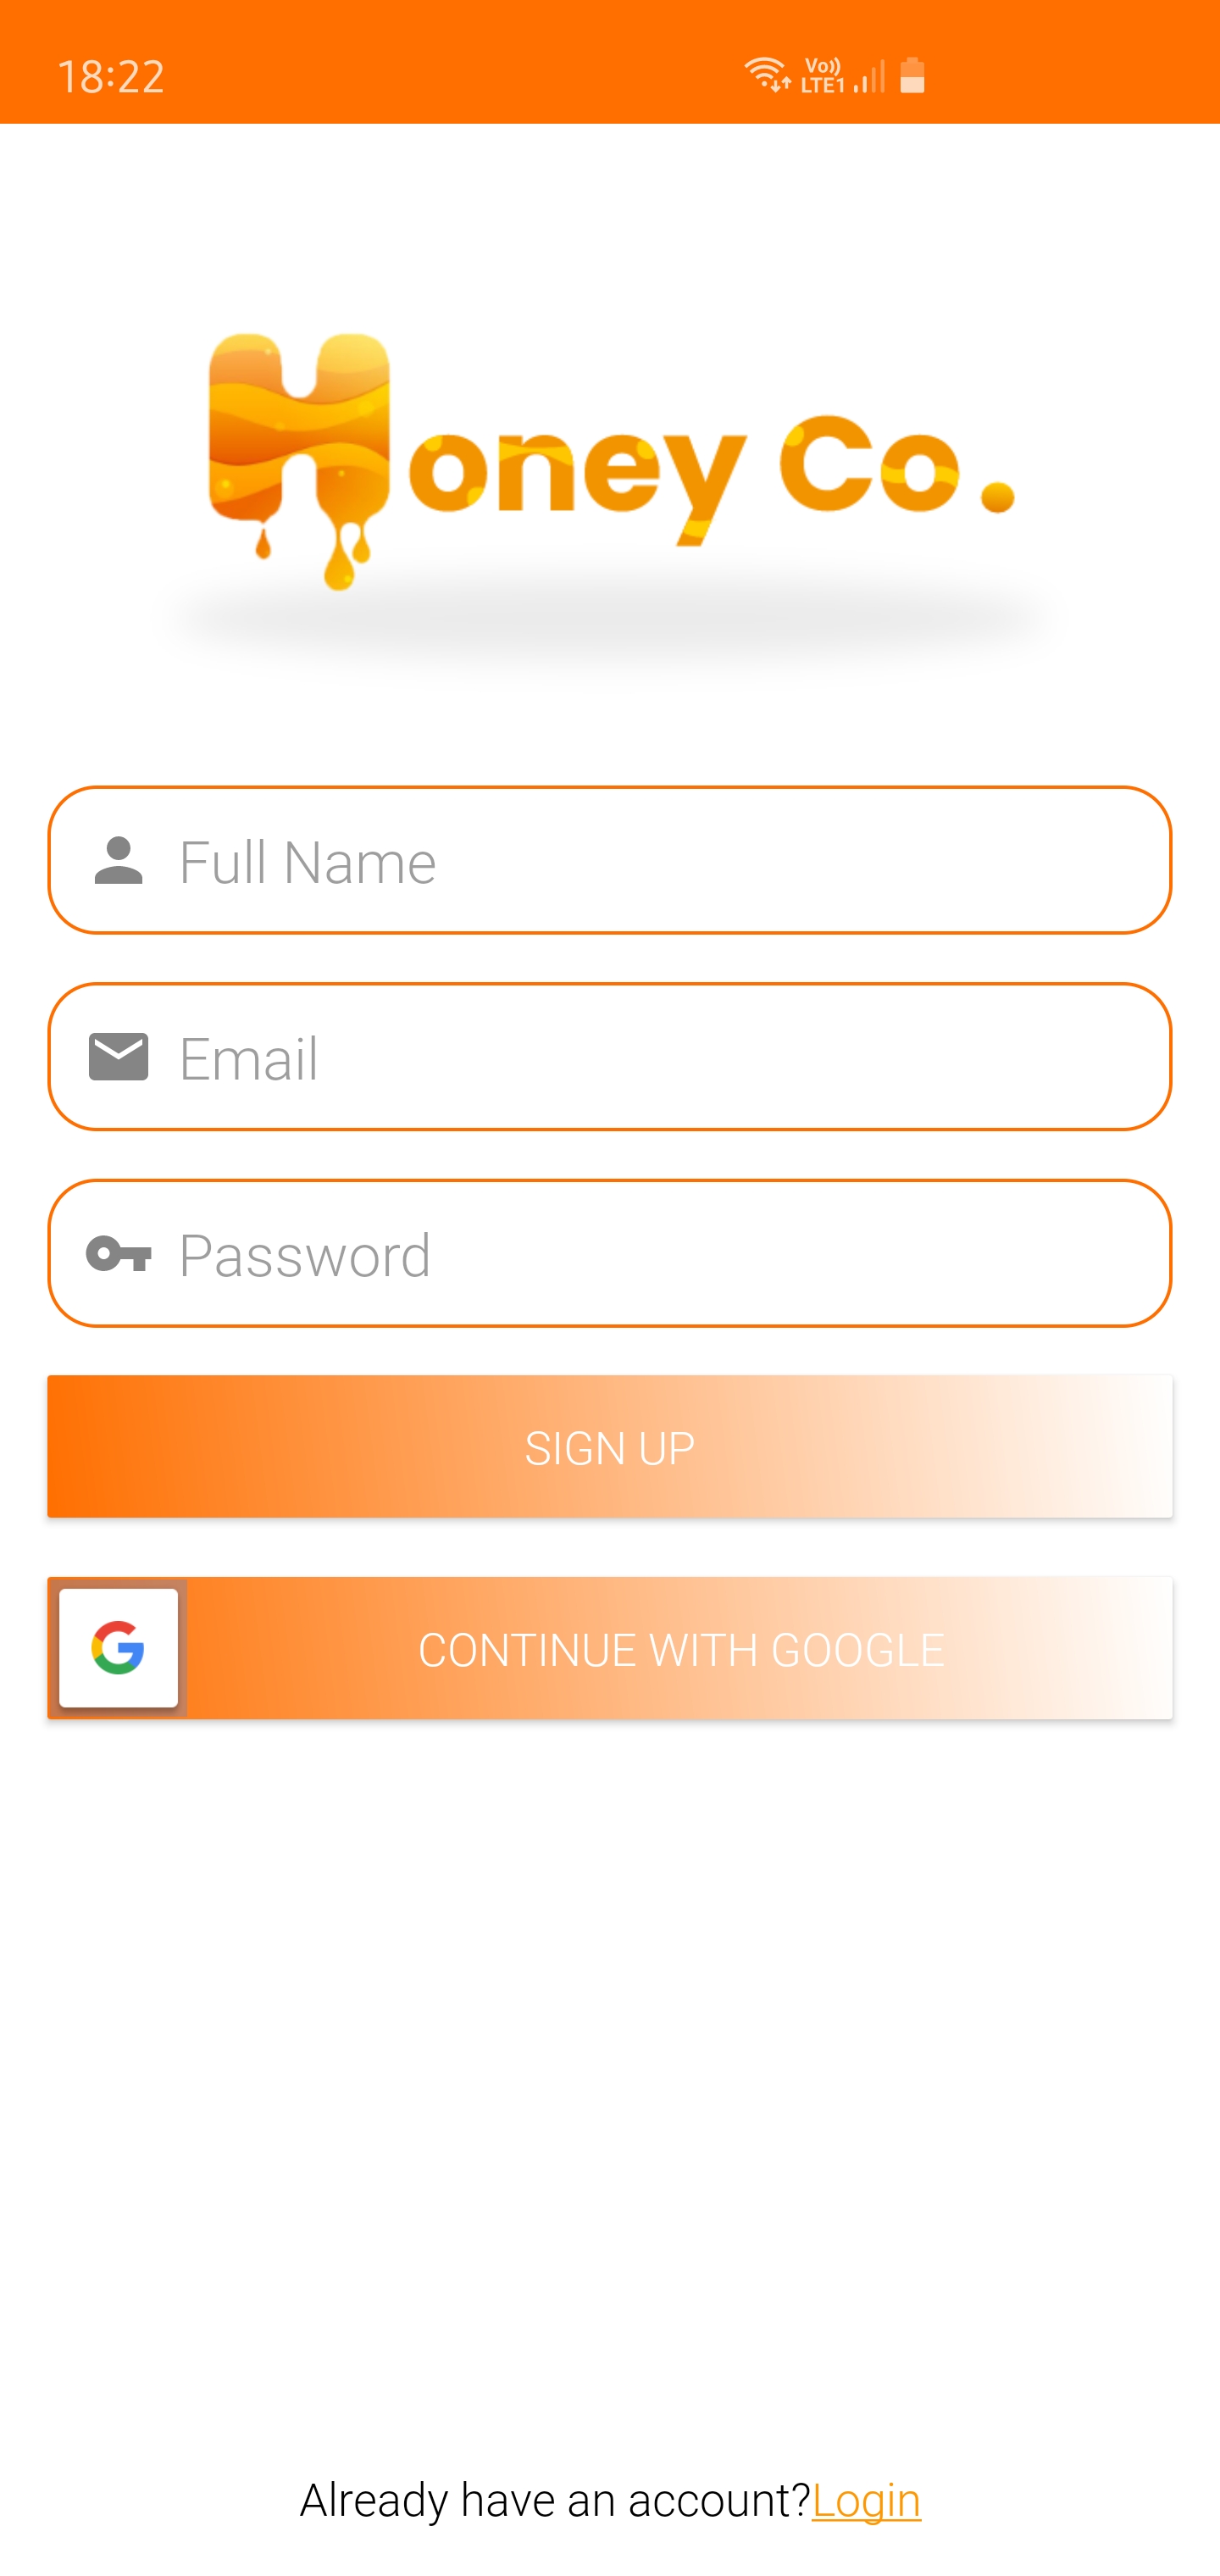 18:22
Vo)) LTE1
Honey Co.
Full Name
Email
Password
SIGN UP
CONTINUE WITH GOOGLE
Already have an account?Login